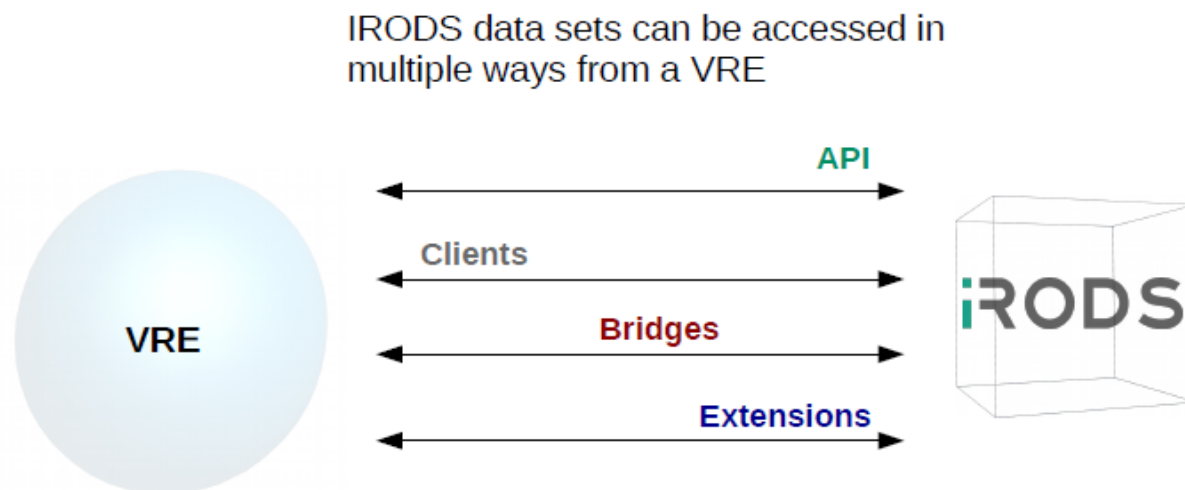 IRODS data sets can be accessed in
multiple ways from a VRE
API
Clients
Bridges
Extensions
VRE
iRODS